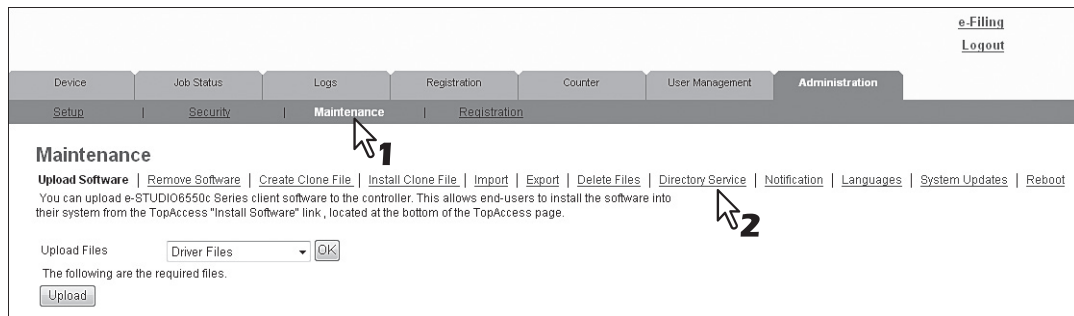 e-Filing
Logout
Device Job Status Logs Registration Counter User Management Administration
Setup | Security | Maintenance | Registration
1
Maintenance
Upload Software | Remove Software | Create Clone File | Install Clone File | Import | Export | Delete Files | Directory Service | Notification | Languages | System Updates | Reboot
You can upload e-STUDIO6550c Series client software to the controller. This allows end-users to install the software into
their system from the TopAccess "Install Software" link , located at the bottom of the TopAccess page.
2
Upload Files Driver Files OK
The following are the required files.
Upload